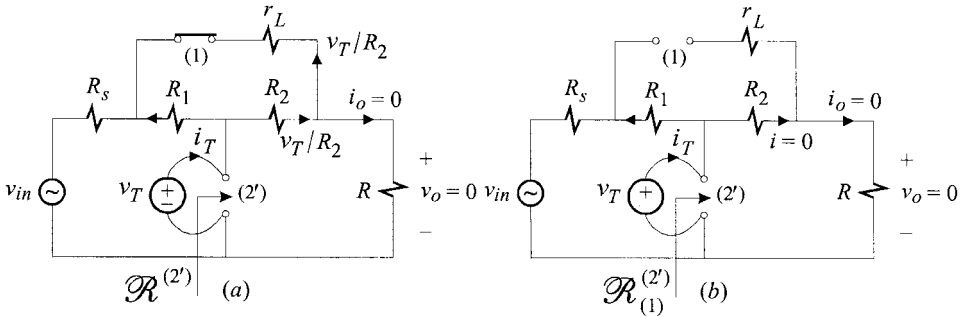 r_L
(1)
v_T/R_2
R_s
R_1
R_2
i_o = 0
i_T
v_T/R_2
v_in
v_T
(2')
R
+
v_o = 0
−
ℛ^(2')
(a)
r_L
(1)
R_s
R_1
R_2
i_o = 0
i_T
i = 0
v_in
v_T
(2')
R
+
v_o = 0
−
ℛ^(2')_(1)
(b)